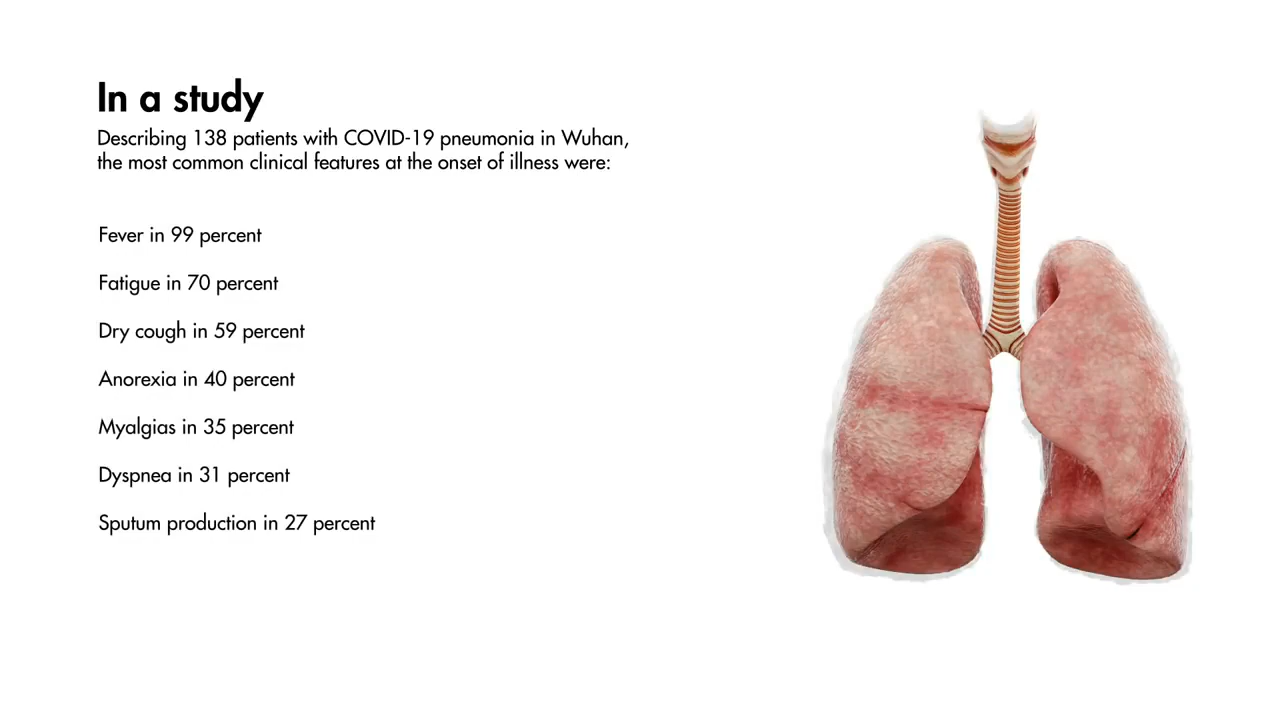 In a study
Describing 138 patients with COVID-19 pneumonia in Wuhan,
the most common clinical features at the onset of illness were:
Fever in 99 percent
Fatigue in 70 percent
Dry cough in 59 percent
Anorexia in 40 percent
Myalgias in 35 percent
Dyspnea in 31 percent
Sputum production in 27 percent